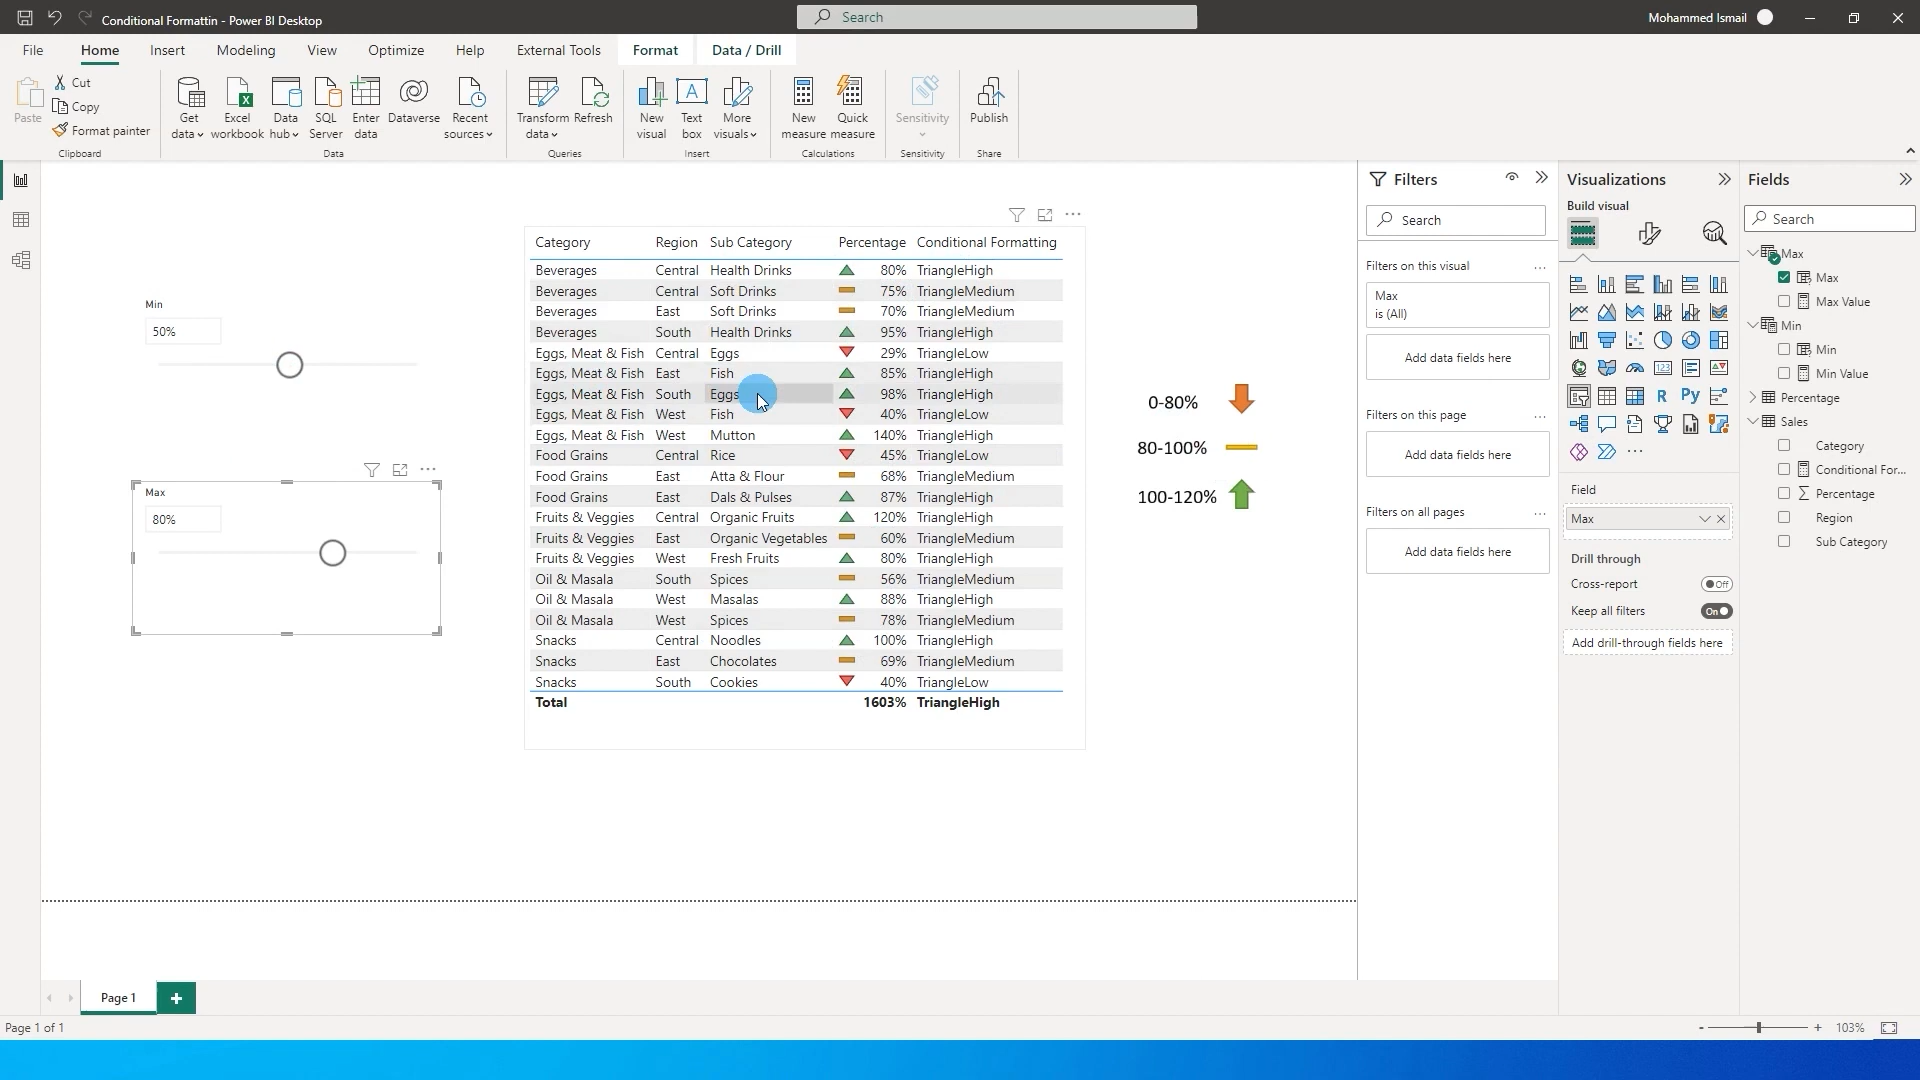 Conditional Formattin - Power BI Desktop
Search
Mohammed Ismail
File Home Insert Modeling View Optimize Help External Tools Format Data / Drill
Paste
Cut
Copy
Format painter
Clipboard
Get data
Excel workbook
Data hub
SQL Server
Enter data
Dataverse
Recent sources
Data
Transform data
Refresh
Queries
New visual
Text box
More visuals
Insert
New measure
Quick measure
Calculations
Sensitivity
Sensitivity
Publish
Share
Min
50%
Max
80%
Category Region Sub Category Percentage Conditional Formatting
Beverages Central Health Drinks 80% TriangleHigh
Beverages Central Soft Drinks 75% TriangleMedium
Beverages East Soft Drinks 70% TriangleMedium
Beverages South Health Drinks 95% TriangleHigh
Eggs, Meat & Fish Central Eggs 29% TriangleLow
Eggs, Meat & Fish East Fish 85% TriangleHigh
Eggs, Meat & Fish South Eggs 98% TriangleHigh
Eggs, Meat & Fish West Fish 40% TriangleLow
Eggs, Meat & Fish West Mutton 140% TriangleHigh
Food Grains Central Rice 45% TriangleLow
Food Grains East Atta & Flour 68% TriangleMedium
Food Grains East Dals & Pulses 87% TriangleHigh
Fruits & Veggies Central Organic Fruits 120% TriangleHigh
Fruits & Veggies East Organic Vegetables 60% TriangleMedium
Fruits & Veggies West Fresh Fruits 80% TriangleHigh
Oil & Masala South Spices 56% TriangleMedium
Oil & Masala West Masalas 88% TriangleHigh
Oil & Masala West Spices 78% TriangleMedium
Snacks Central Noodles 100% TriangleHigh
Snacks East Chocolates 69% TriangleMedium
Snacks South Cookies 40% TriangleLow
Total 1603% TriangleHigh
0-80%
80-100%
100-120%
Filters
Search
Filters on this visual ...
Max
is (All)
Add data fields here
Filters on this page ...
Add data fields here
Filters on all pages ...
Add data fields here
Visualizations
Build visual
123
R Py
...
Field
Max
Drill through
Cross-report Off
Keep all filters On
Add drill-through fields here
Fields
Search
Max
Max
Max Value
Min
Min
Min Value
Percentage
Sales
Category
Conditional For...
Percentage
Region
Sub Category
Page 1
Page 1 of 1
- + 103%